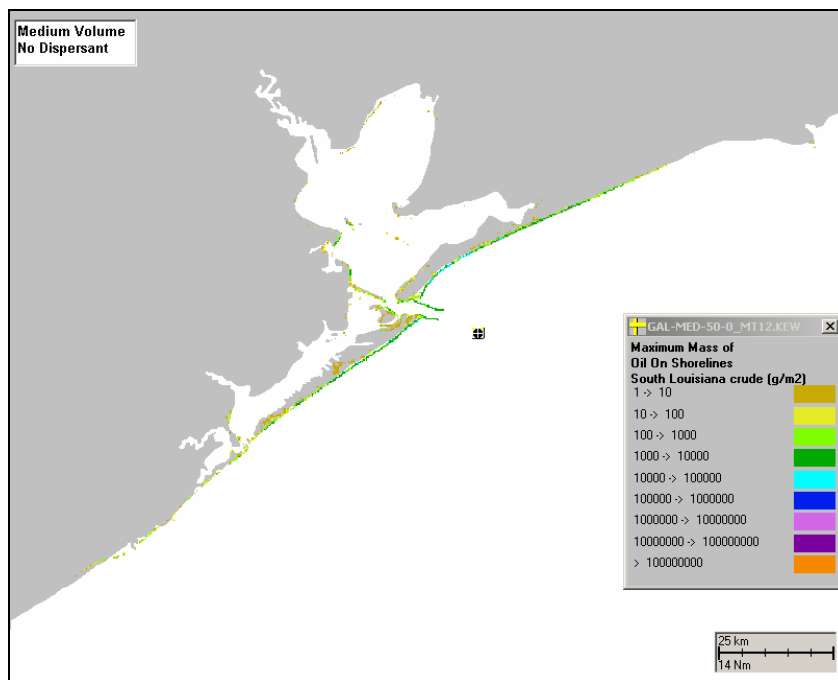 Medium Volume
No Dispersant
GAL-MED-50-0_MT12.KEW
Maximum Mass of
Oil On Shorelines
South Louisiana crude (g/m2)
1 -> 10
10 -> 100
100 -> 1000
1000 -> 10000
10000 -> 100000
100000 -> 1000000
1000000 -> 10000000
10000000 -> 100000000
> 100000000
25 km
14 Nm